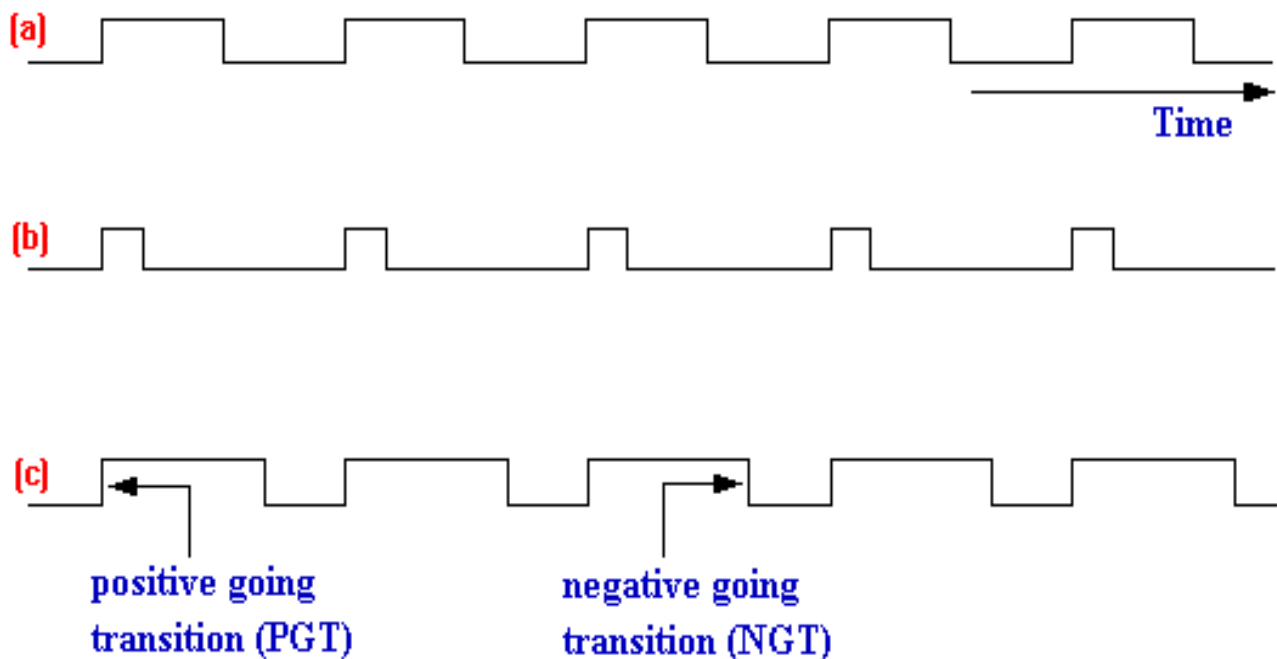 (a)
Time
(b)
(c)
positive going
transition (PGT)
negative going
transition (NGT)